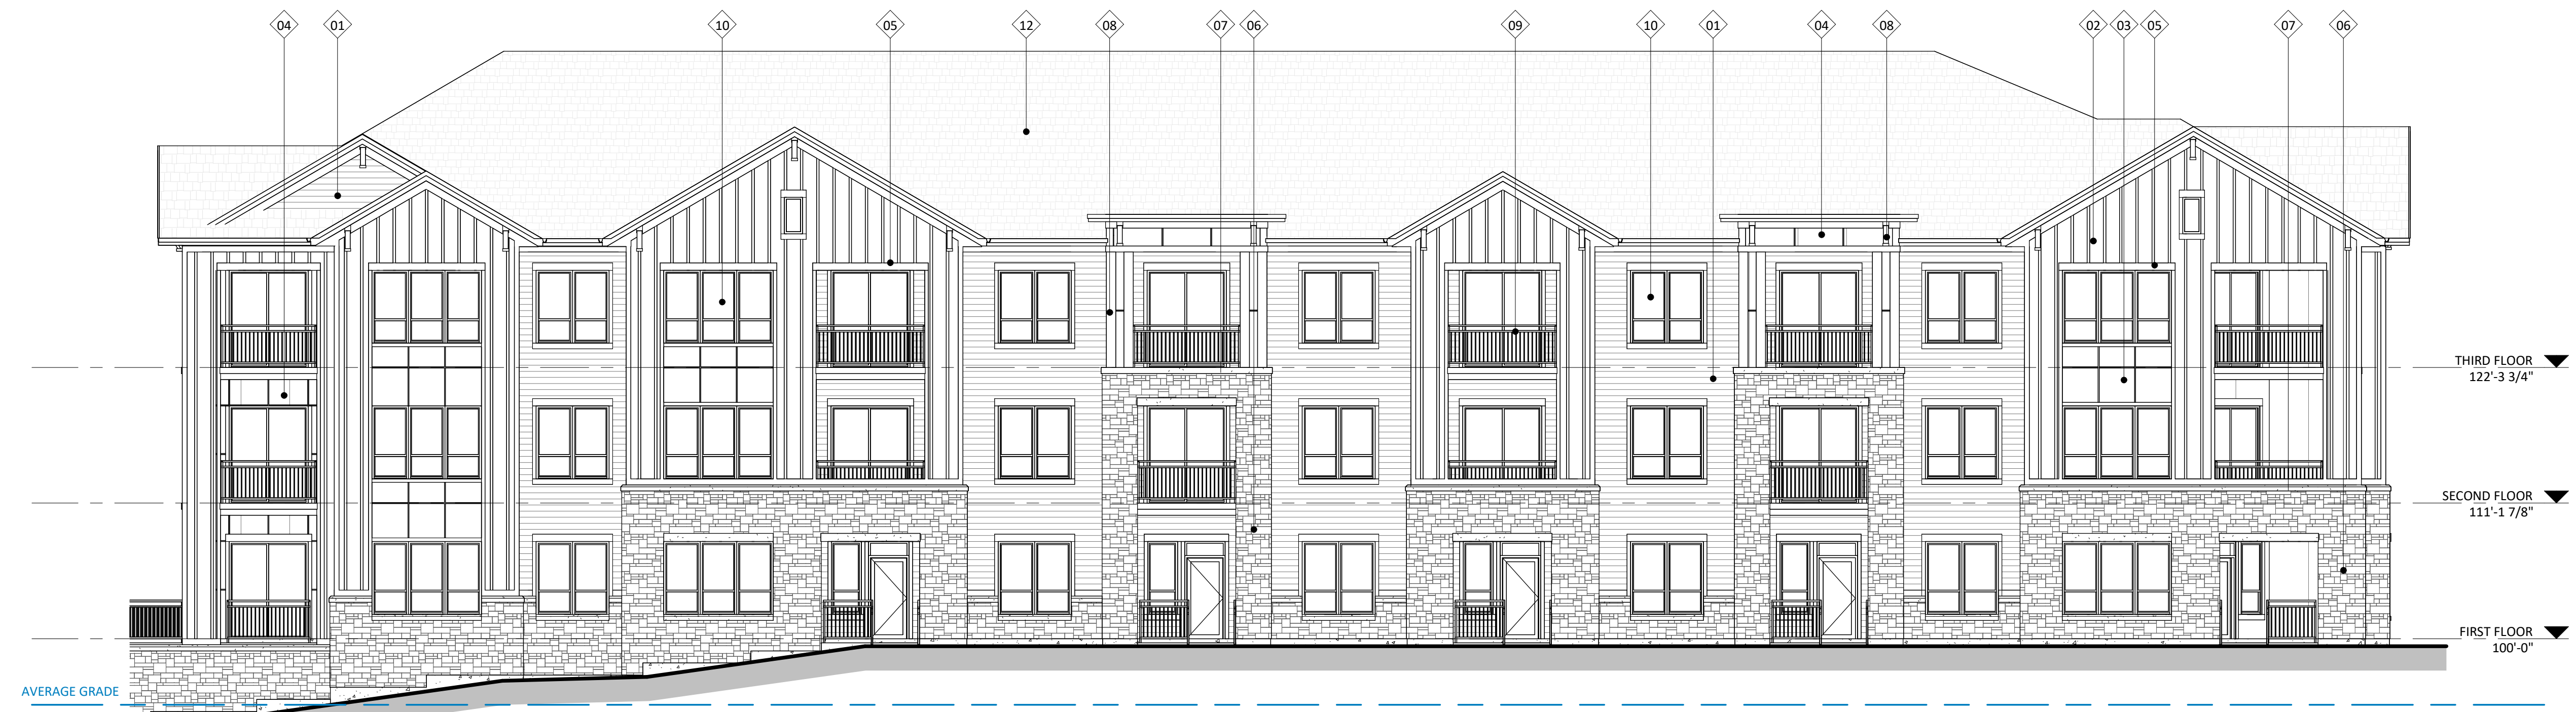 04 01 10 05 12 08 07 06 09 10 01 04 08 02 03 05 07 06
THIRD FLOOR
122'-3 3/4"
SECOND FLOOR
111'-1 7/8"
FIRST FLOOR
100'-0"
AVERAGE GRADE